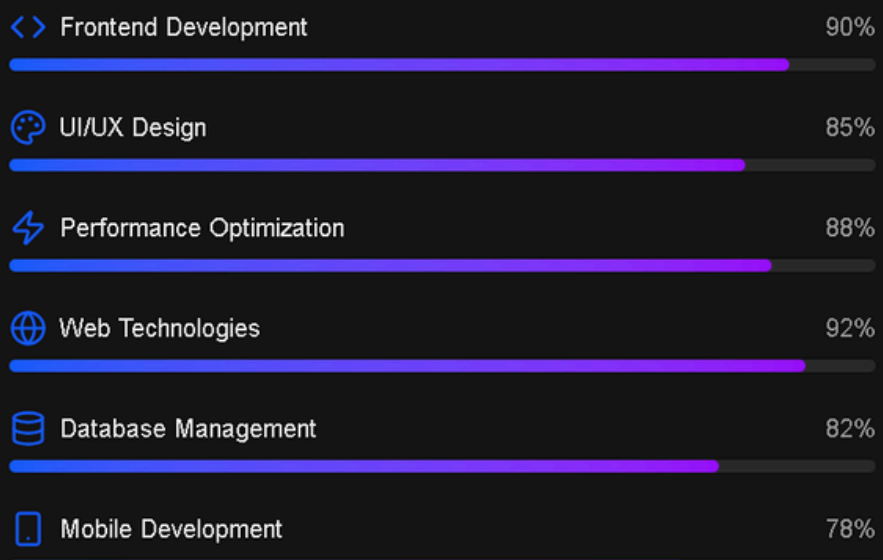 Frontend Development 90%
UI/UX Design 85%
Performance Optimization 88%
Web Technologies 92%
Database Management 82%
Mobile Development 78%